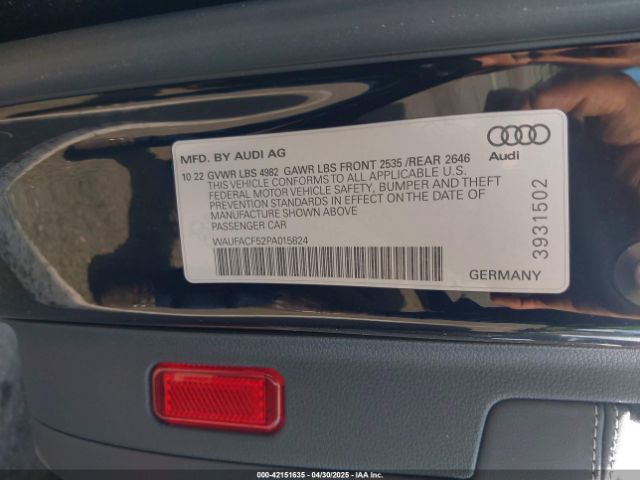 MFD. BY AUDI AG
10 22 GVWR LBS 4982 GAWR LBS FRONT 2535 /REAR 2646
THIS VEHICLE CONFORMS TO ALL APPLICABLE U.S.
FEDERAL MOTOR VEHICLE SAFETY, BUMPER AND THEFT
PREVENTION STANDARDS IN EFFECT ON THE DATE OF
MANUFACTURE SHOWN ABOVE
PASSENGER CAR
WAUFACF52PA015824
Audi
3931502
GERMANY
000-42151635 - 04/30/2025 - IAAI.COM